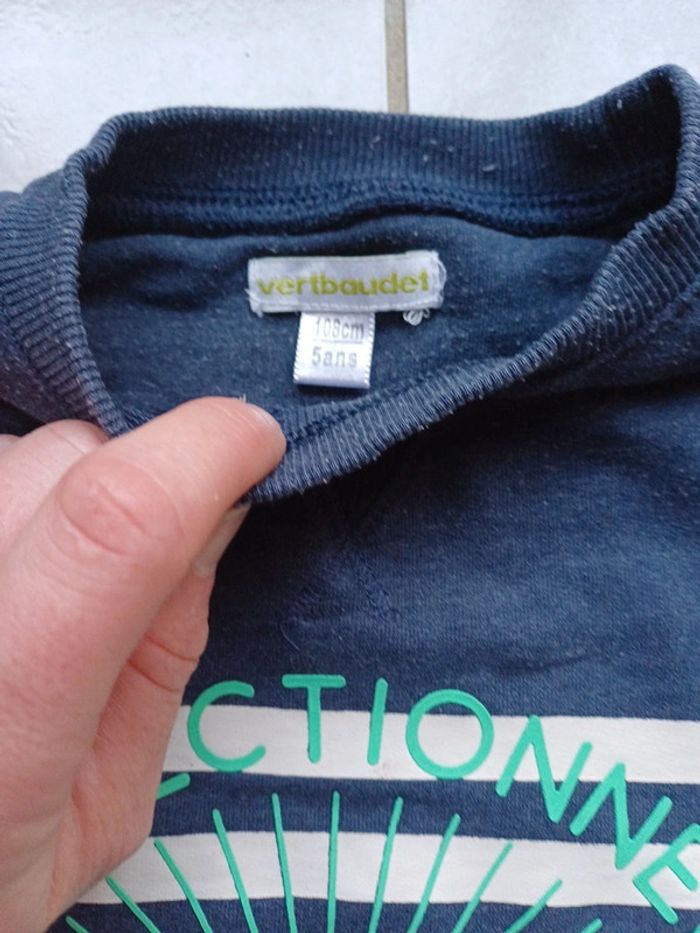 vertbaudet
108cm
5ans
CTIONNE